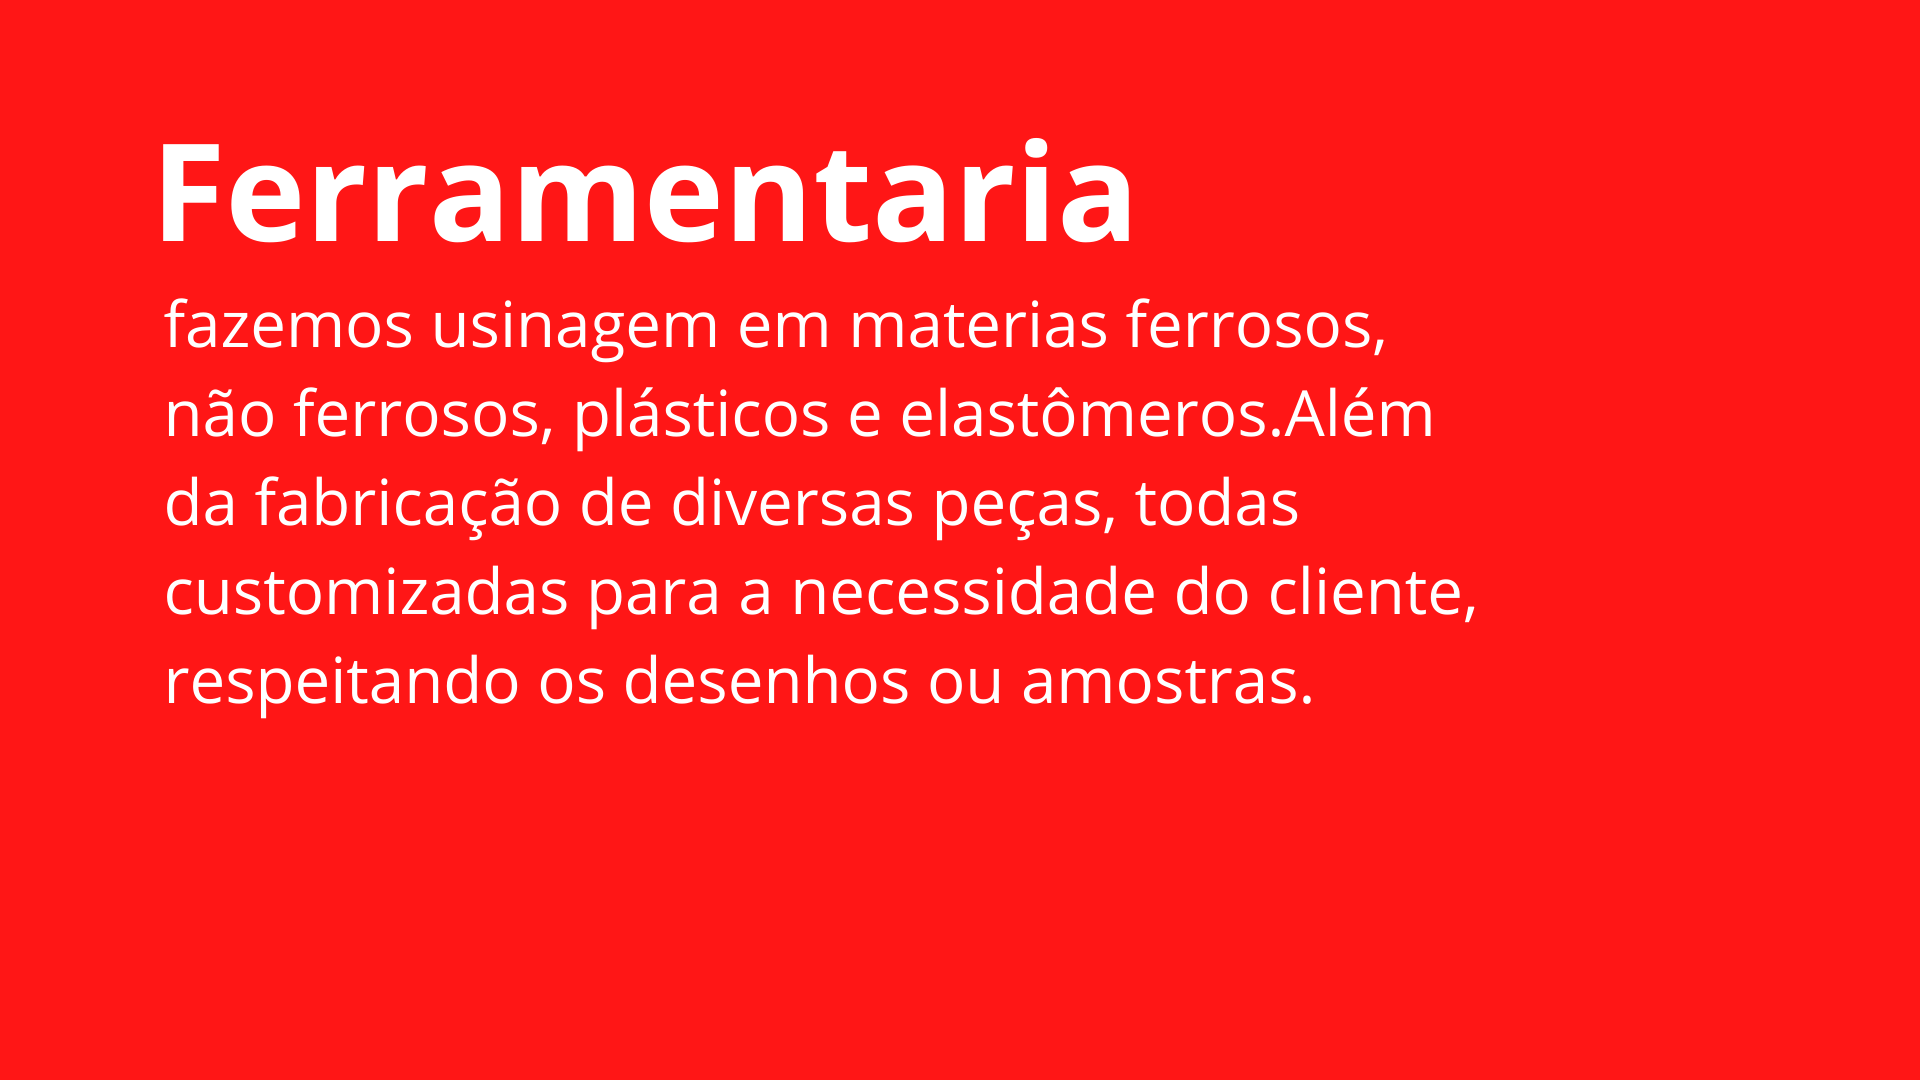 Ferramentaria
fazemos usinagem em materias ferrosos,
não ferrosos, plásticos e elastômeros.Além
da fabricação de diversas peças, todas
customizadas para a necessidade do cliente,
respeitando os desenhos ou amostras.